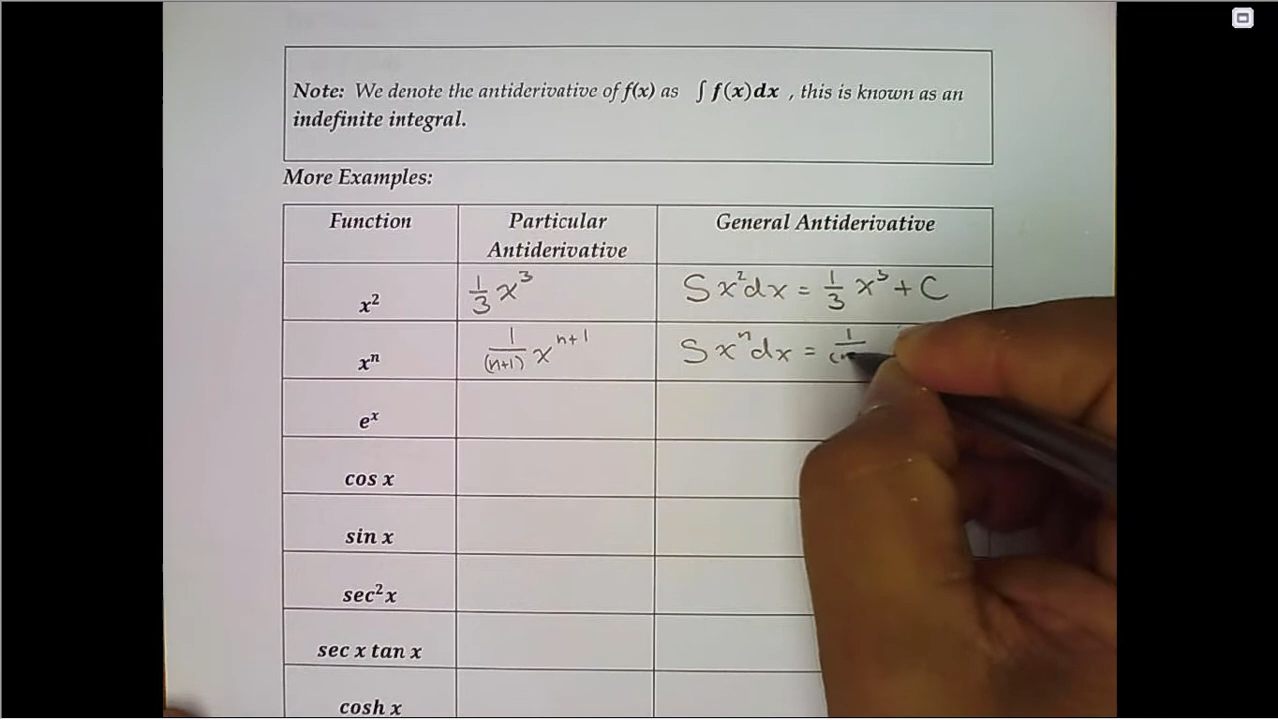 Note: We denote the antiderivative of f(x) as ∫ f(x)dx , this is known as an
indefinite integral.
More Examples:
Function
Particular
Antiderivative
General Antiderivative
x²
1/3 x³
∫x²dx = 1/3 x³ + C
xⁿ
1/(n+1) xⁿ⁺¹
∫xⁿdx = 1/(n
eˣ
cos x
sin x
sec²x
sec x tan x
cosh x